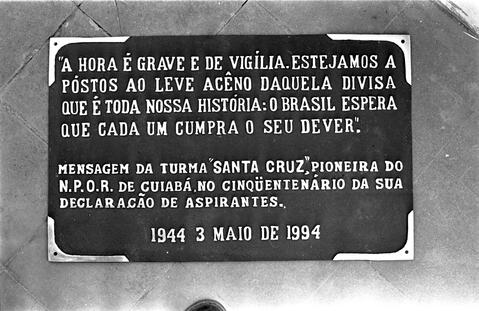 "A HORA É GRAVE E DE VIGÍLIA. ESTEJAMOS A
PÓSTOS AO LEVE ACÊNO DAQUELA DIVISA
QUE É TODA NOSSA HISTÓRIA: O BRASIL ESPERA
QUE CADA UM CUMPRA O SEU DEVER".
MENSAGEM DA TURMA "SANTA CRUZ", PIONEIRA DO
N.P.O.R. DE CUIABÁ, NO CINQÜENTENÁRIO DA SUA
DECLARAÇÃO DE ASPIRANTES.
1944 3 MAIO DE 1994